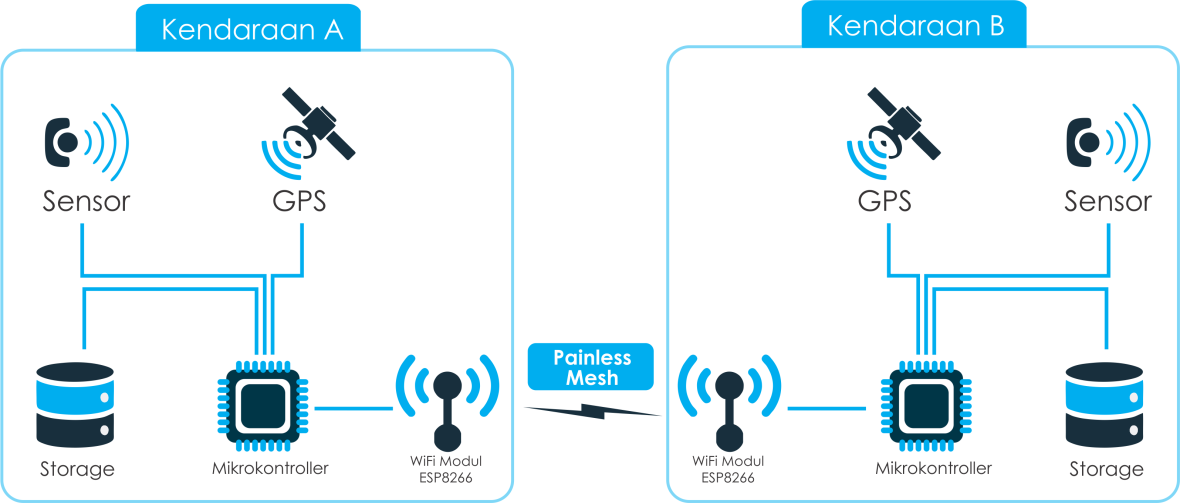 Kendaraan A
Sensor
GPS
Storage
Mikrokontroller
WiFi Modul
ESP8266
Painless
Mesh
Kendaraan B
GPS
Sensor
WiFi Modul
ESP8266
Mikrokontroller
Storage